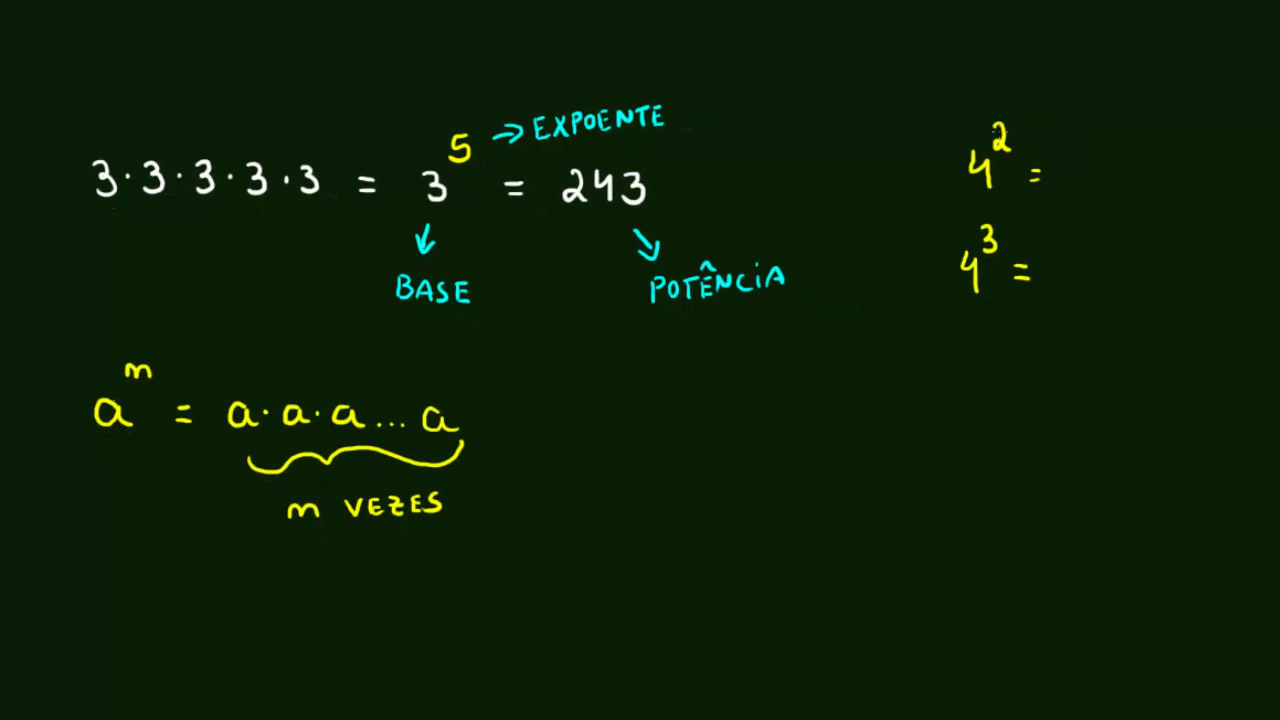 3·3·3·3·3 = 3⁵ = 243
→ EXPOENTE
BASE
POTÊNCIA
4² =
4³ =
aᵐ = a·a·a...a
m VEZES